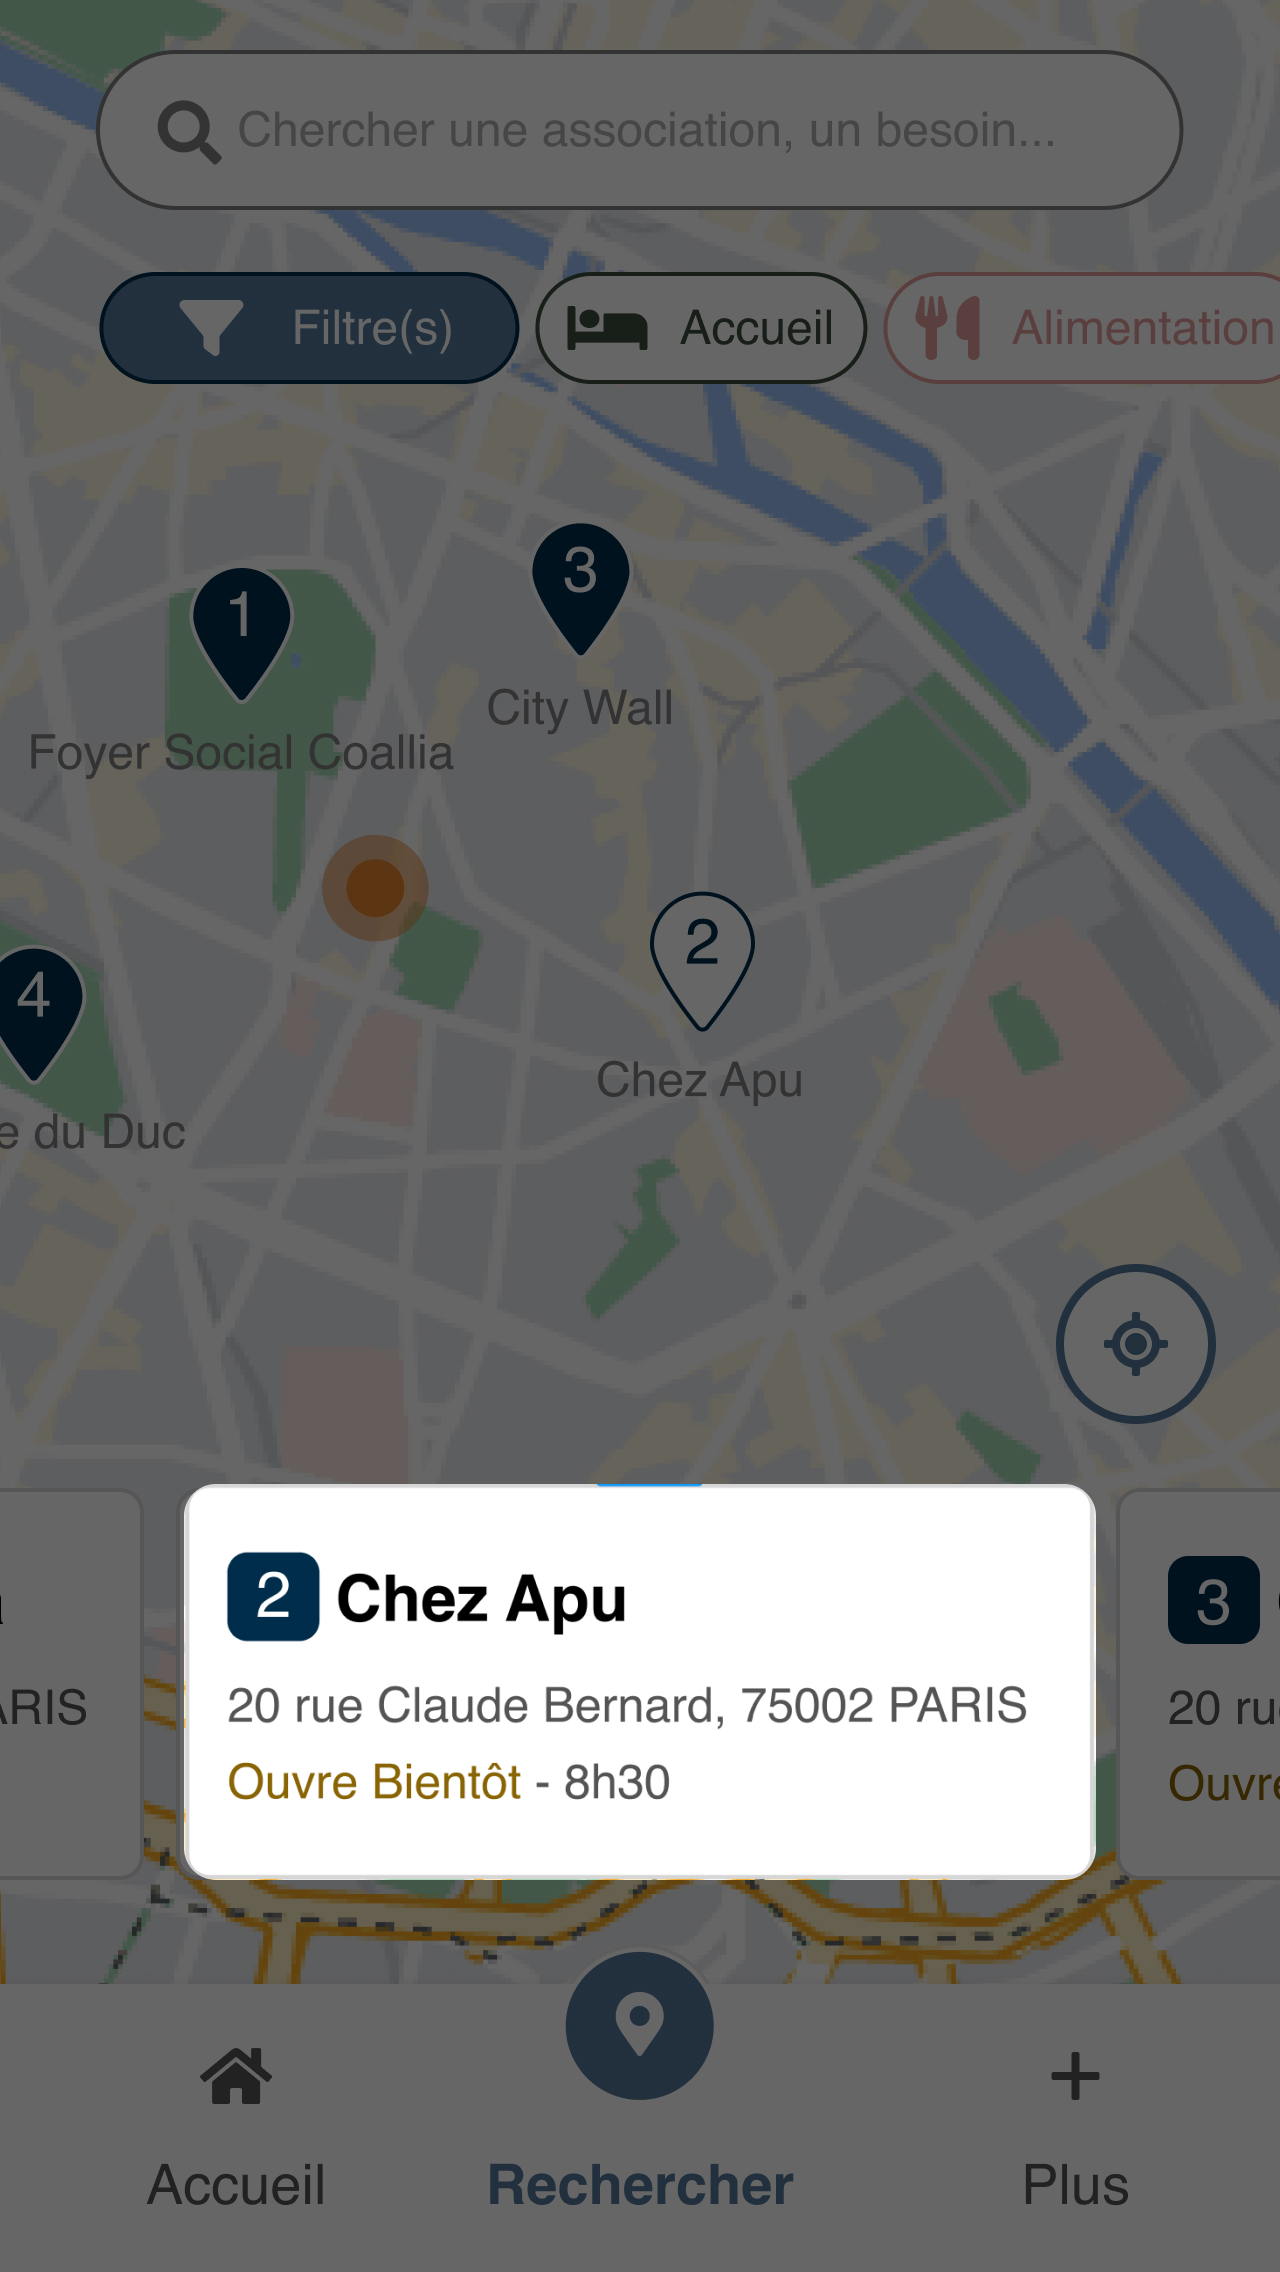 Chercher une association, un besoin...
Filtre(s)
Accueil
Alimentation
3
1
City Wall
Foyer Social Coallia
2
4
Chez Apu
e du Duc
2 Chez Apu
3
ARIS
20 rue Claude Bernard, 75002 PARIS
20 ru
Ouvre Bientôt - 8h30
Ouvre
Accueil
Rechercher
Plus